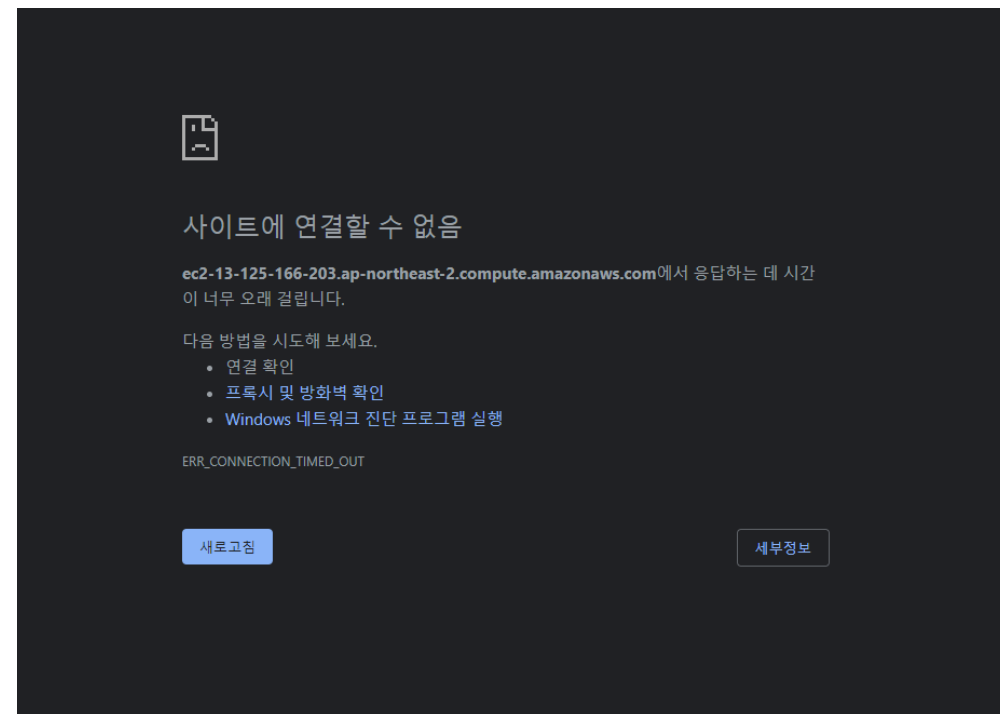 사이트에 연결할 수 없음
ec2-13-125-166-203.ap-northeast-2.compute.amazonaws.com에서 응답하는 데 시간
이 너무 오래 걸립니다.
다음 방법을 시도해 보세요.
• 연결 확인
• 프록시 및 방화벽 확인
• Windows 네트워크 진단 프로그램 실행
ERR_CONNECTION_TIMED_OUT
새로고침
세부정보